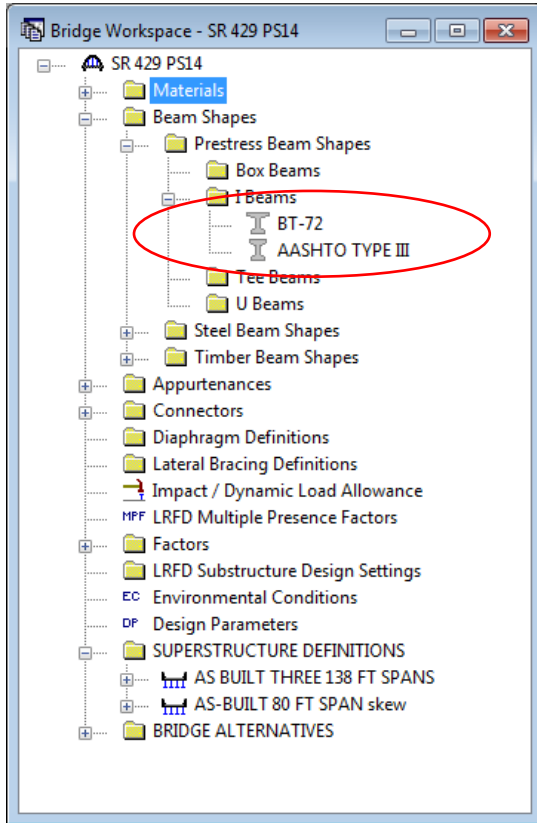 Bridge Workspace - SR 429 PS14
SR 429 PS14
Materials
Beam Shapes
Prestress Beam Shapes
Box Beams
I Beams
BT-72
AASHTO TYPE III
Tee Beams
U Beams
Steel Beam Shapes
Timber Beam Shapes
Appurtenances
Connectors
Diaphragm Definitions
Lateral Bracing Definitions
Impact / Dynamic Load Allowance
MPF LRFD Multiple Presence Factors
Factors
LRFD Substructure Design Settings
EC Environmental Conditions
DP Design Parameters
SUPERSTRUCTURE DEFINITIONS
AS BUILT THREE 138 FT SPANS
AS-BUILT 80 FT SPAN skew
BRIDGE ALTERNATIVES